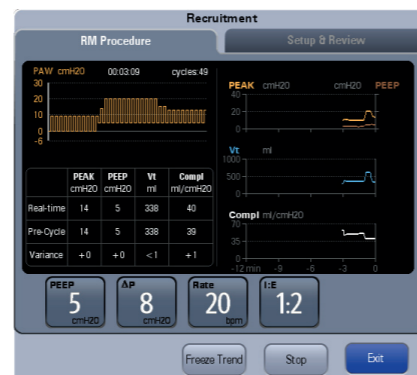 Recruitment
RM Procedure
Setup & Review
PAW cmH2O 00:03:09 cycles:49
30
20
10
0
-6
PEAK PEEP Vt Compl
cmH2O cmH2O ml ml/cmH2O
Real-time 14 5 338 40
Pre-Cycle 14 5 338 39
Variance +0 +0 <1 +1
PEAK cmH2O cmH2O PEEP
40
20
0
Vt ml
1000
500
0
Compl ml/cmH2O
70
35
0
-12 min -9 -6 -3 0
PEEP
5
cmH2O
ΔP
8
cmH2O
Rate
20
bpm
I:E
1:2
Freeze Trend
Stop
Exit